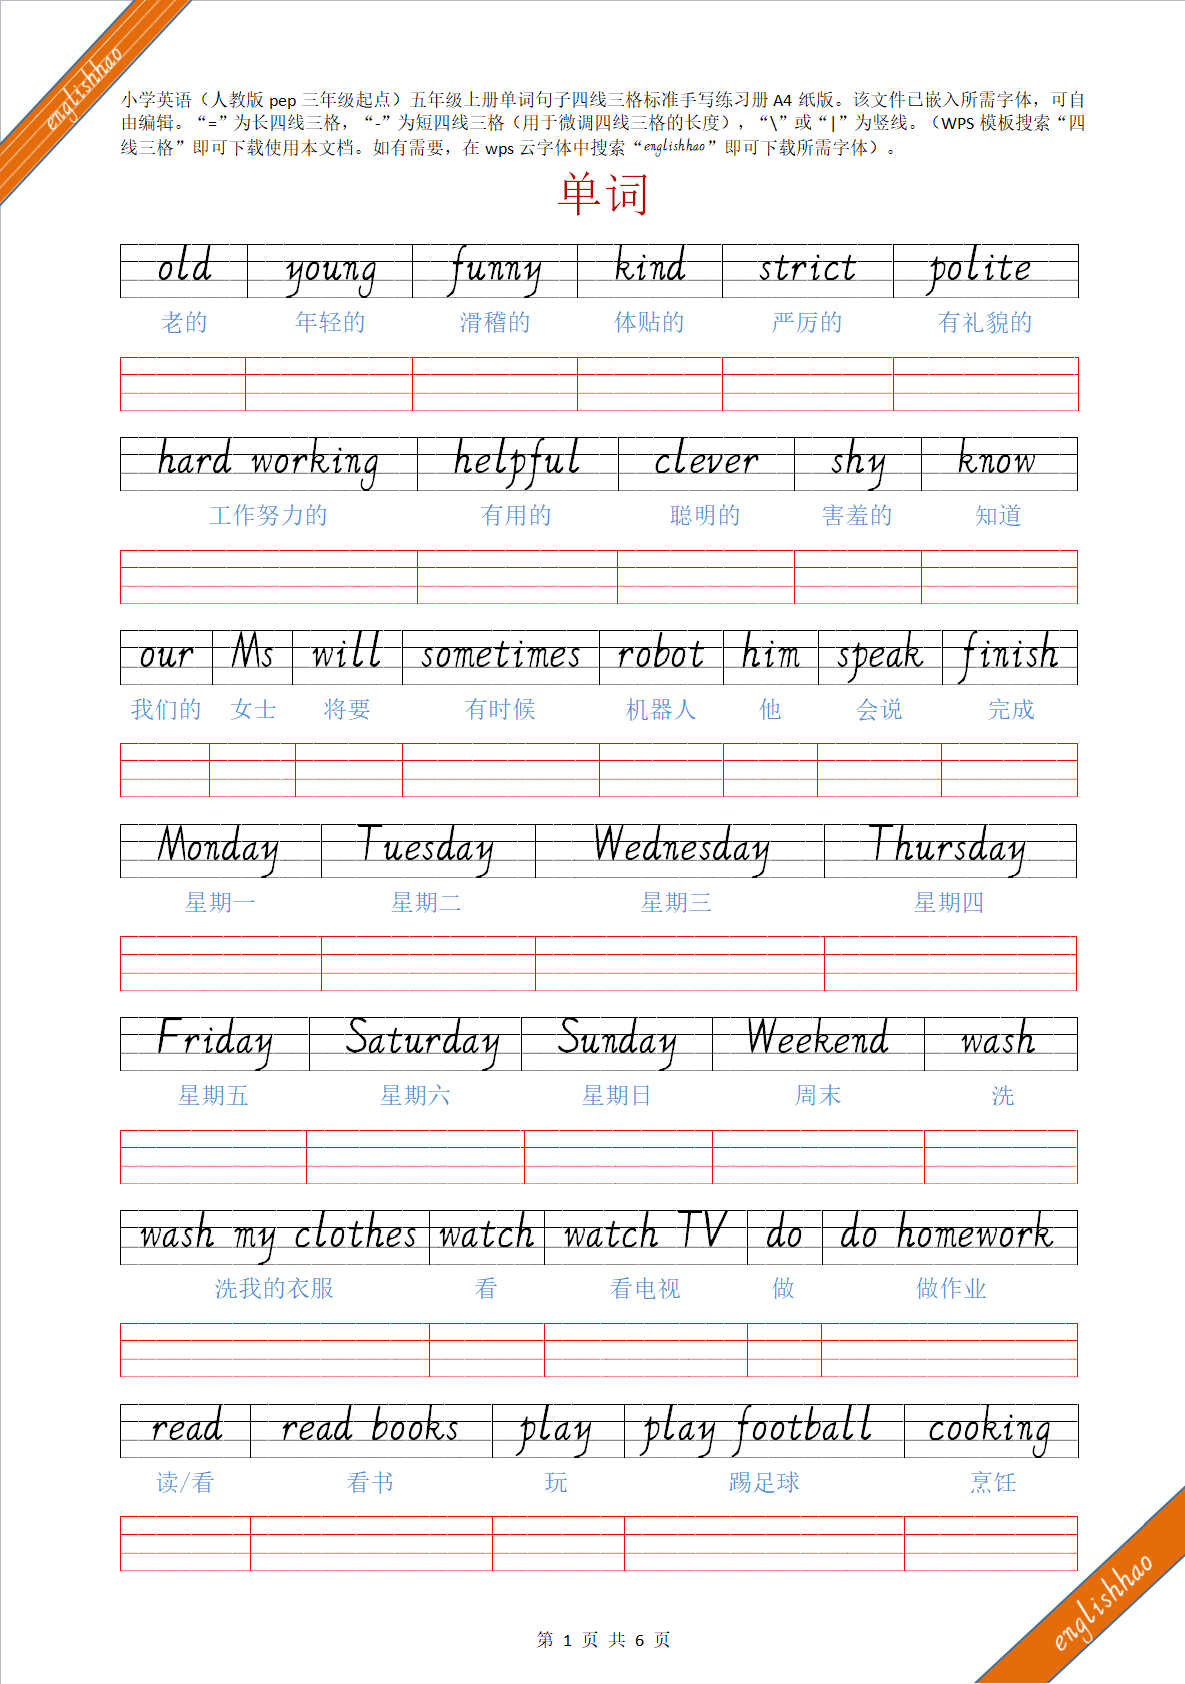 englishhao
小学英语（人教版 pep 三年级起点）五年级上册单词句子四线三格标准手写练习册 A4 纸版。该文件已嵌入所需字体，可自
由编辑。“=”为长四线三格，“-”为短四线三格（用于微调四线三格的长度），“\”或“|”为竖线。（WPS 模板搜索“四
线三格”即可下载使用本文档。如有需要，在 wps 云字体中搜索“englishhao”即可下载所需字体）。
单词
old young funny kind strict polite
老的 年轻的 滑稽的 体贴的 严厉的 有礼貌的
hard working helpful clever shy know
工作努力的 有用的 聪明的 害羞的 知道
our Ms will sometimes robot him speak finish
我们的 女士 将要 有时候 机器人 他 会说 完成
Monday Tuesday Wednesday Thursday
星期一 星期二 星期三 星期四
Friday Saturday Sunday Weekend wash
星期五 星期六 星期日 周末 洗
wash my clothes watch watch TV do do homework
洗我的衣服 看 看电视 做 做作业
read read books play play football cooking
读/看 看书 玩 踢足球 烹饪
englishhao
第 1 页 共 6 页